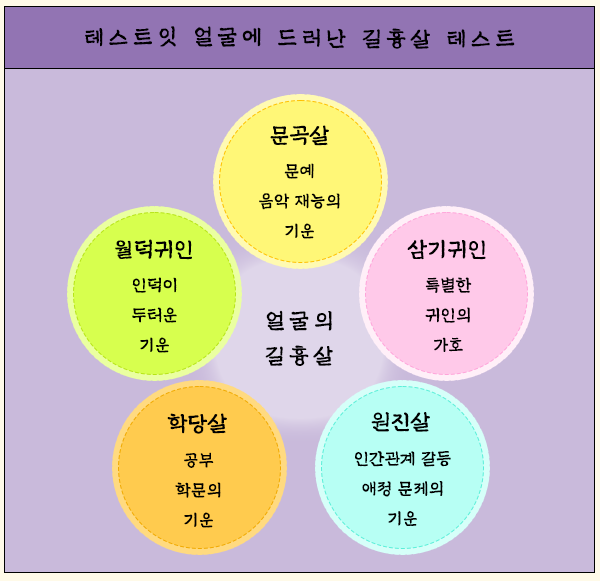 테스트잇 얼굴에 드러난 길흉살 테스트
문곡살
문예
음악 재능의
기운
월덕귀인
인덕이
두터운
기운
삼기귀인
특별한
귀인의
가호
얼굴의
길흉살
학당살
공부
학문의
기운
원진살
인간관계 갈등
애정 문제의
기운